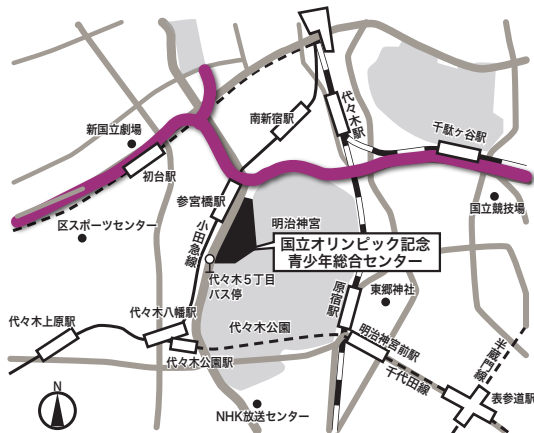 南新宿駅
代々木駅
新国立劇場
千駄ヶ谷駅
初台駅
参宮橋駅
国立競技場
区スポーツセンター
小田急線
明治神宮
国立オリンピック記念
青少年総合センター
代々木5丁目
バス停
原宿駅
東郷神社
代々木八幡駅
代々木上原駅
代々木公園
明治神宮前駅
半蔵門線
代々木公園駅
千代田線
表参道駅
N
NHK放送センター